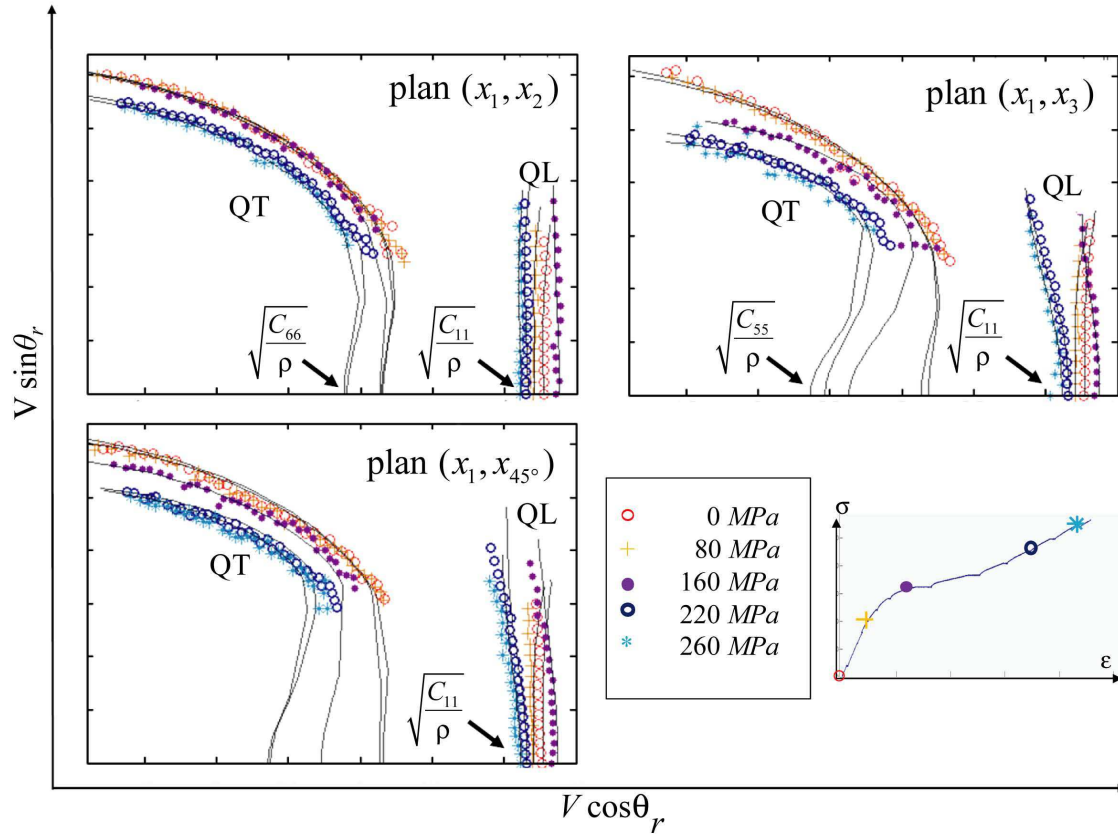 V sinθr
plan (x1, x2)
QT
QL
√C66/ρ
√C11/ρ
plan (x1, x3)
QT
QL
√C55/ρ
√C11/ρ
plan (x1, x45°)
QT
QL
√C11/ρ
0 MPa
80 MPa
160 MPa
220 MPa
260 MPa
σ
ε
V cosθr